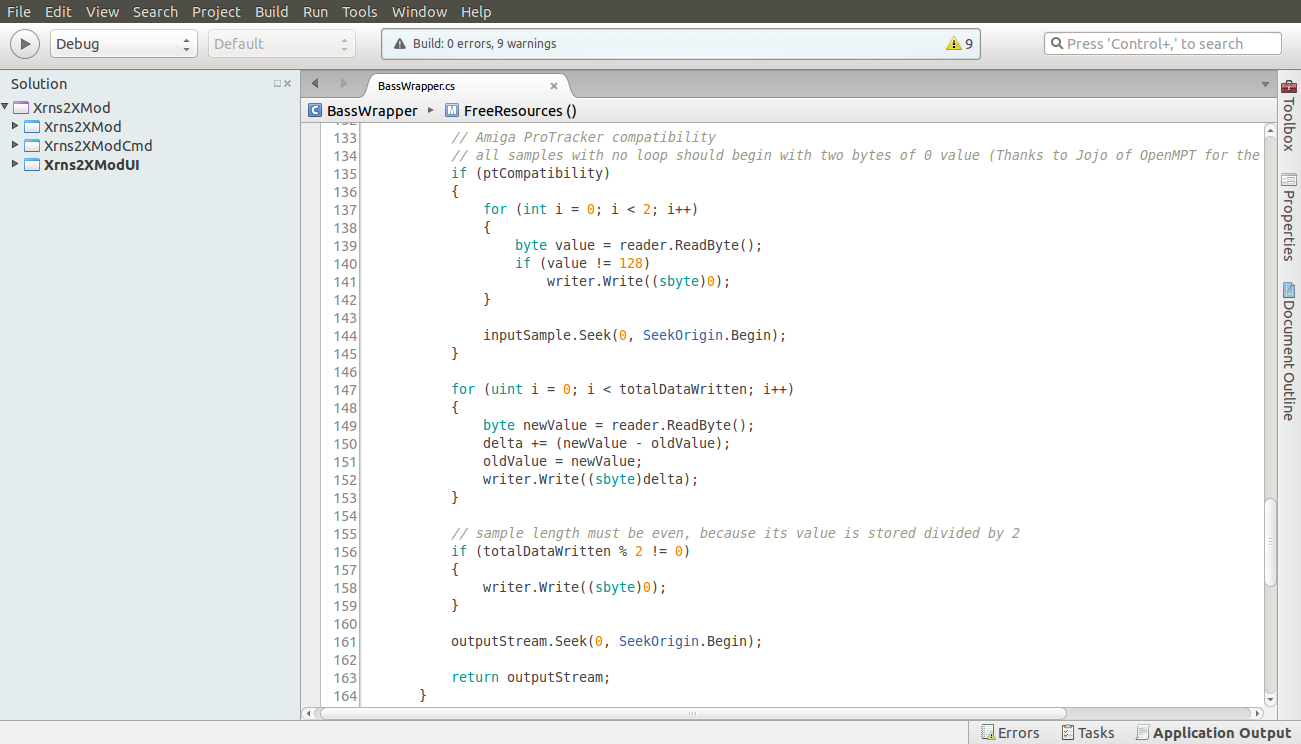 File Edit View Search Project Build Run Tools Window Help
Debug Default Build: 0 errors, 9 warnings 9 Press 'Control+,' to search
Solution
Xrns2XMod
Xrns2XMod
Xrns2XModCmd
Xrns2XModUI
BassWrapper.cs
BassWrapper FreeResources ()
133 // Amiga ProTracker compatibility
134 // all samples with no loop should begin with two bytes of 0 value (Thanks to Jojo of OpenMPT for the
135 if (ptCompatibility)
136 {
137 for (int i = 0; i < 2; i++)
138 {
139 byte value = reader.ReadByte();
140 if (value != 128)
141 writer.Write((sbyte)0);
142 }
143
144 inputSample.Seek(0, SeekOrigin.Begin);
145 }
146
147 for (uint i = 0; i < totalDataWritten; i++)
148 {
149 byte newValue = reader.ReadByte();
150 delta += (newValue - oldValue);
151 oldValue = newValue;
152 writer.Write((sbyte)delta);
153 }
154
155 // sample length must be even, because its value is stored divided by 2
156 if (totalDataWritten % 2 != 0)
157 {
158 writer.Write((sbyte)0);
159 }
160
161 outputStream.Seek(0, SeekOrigin.Begin);
162
163 return outputStream;
164 }
Toolbox
Properties
Document Outline
Errors Tasks Application Output